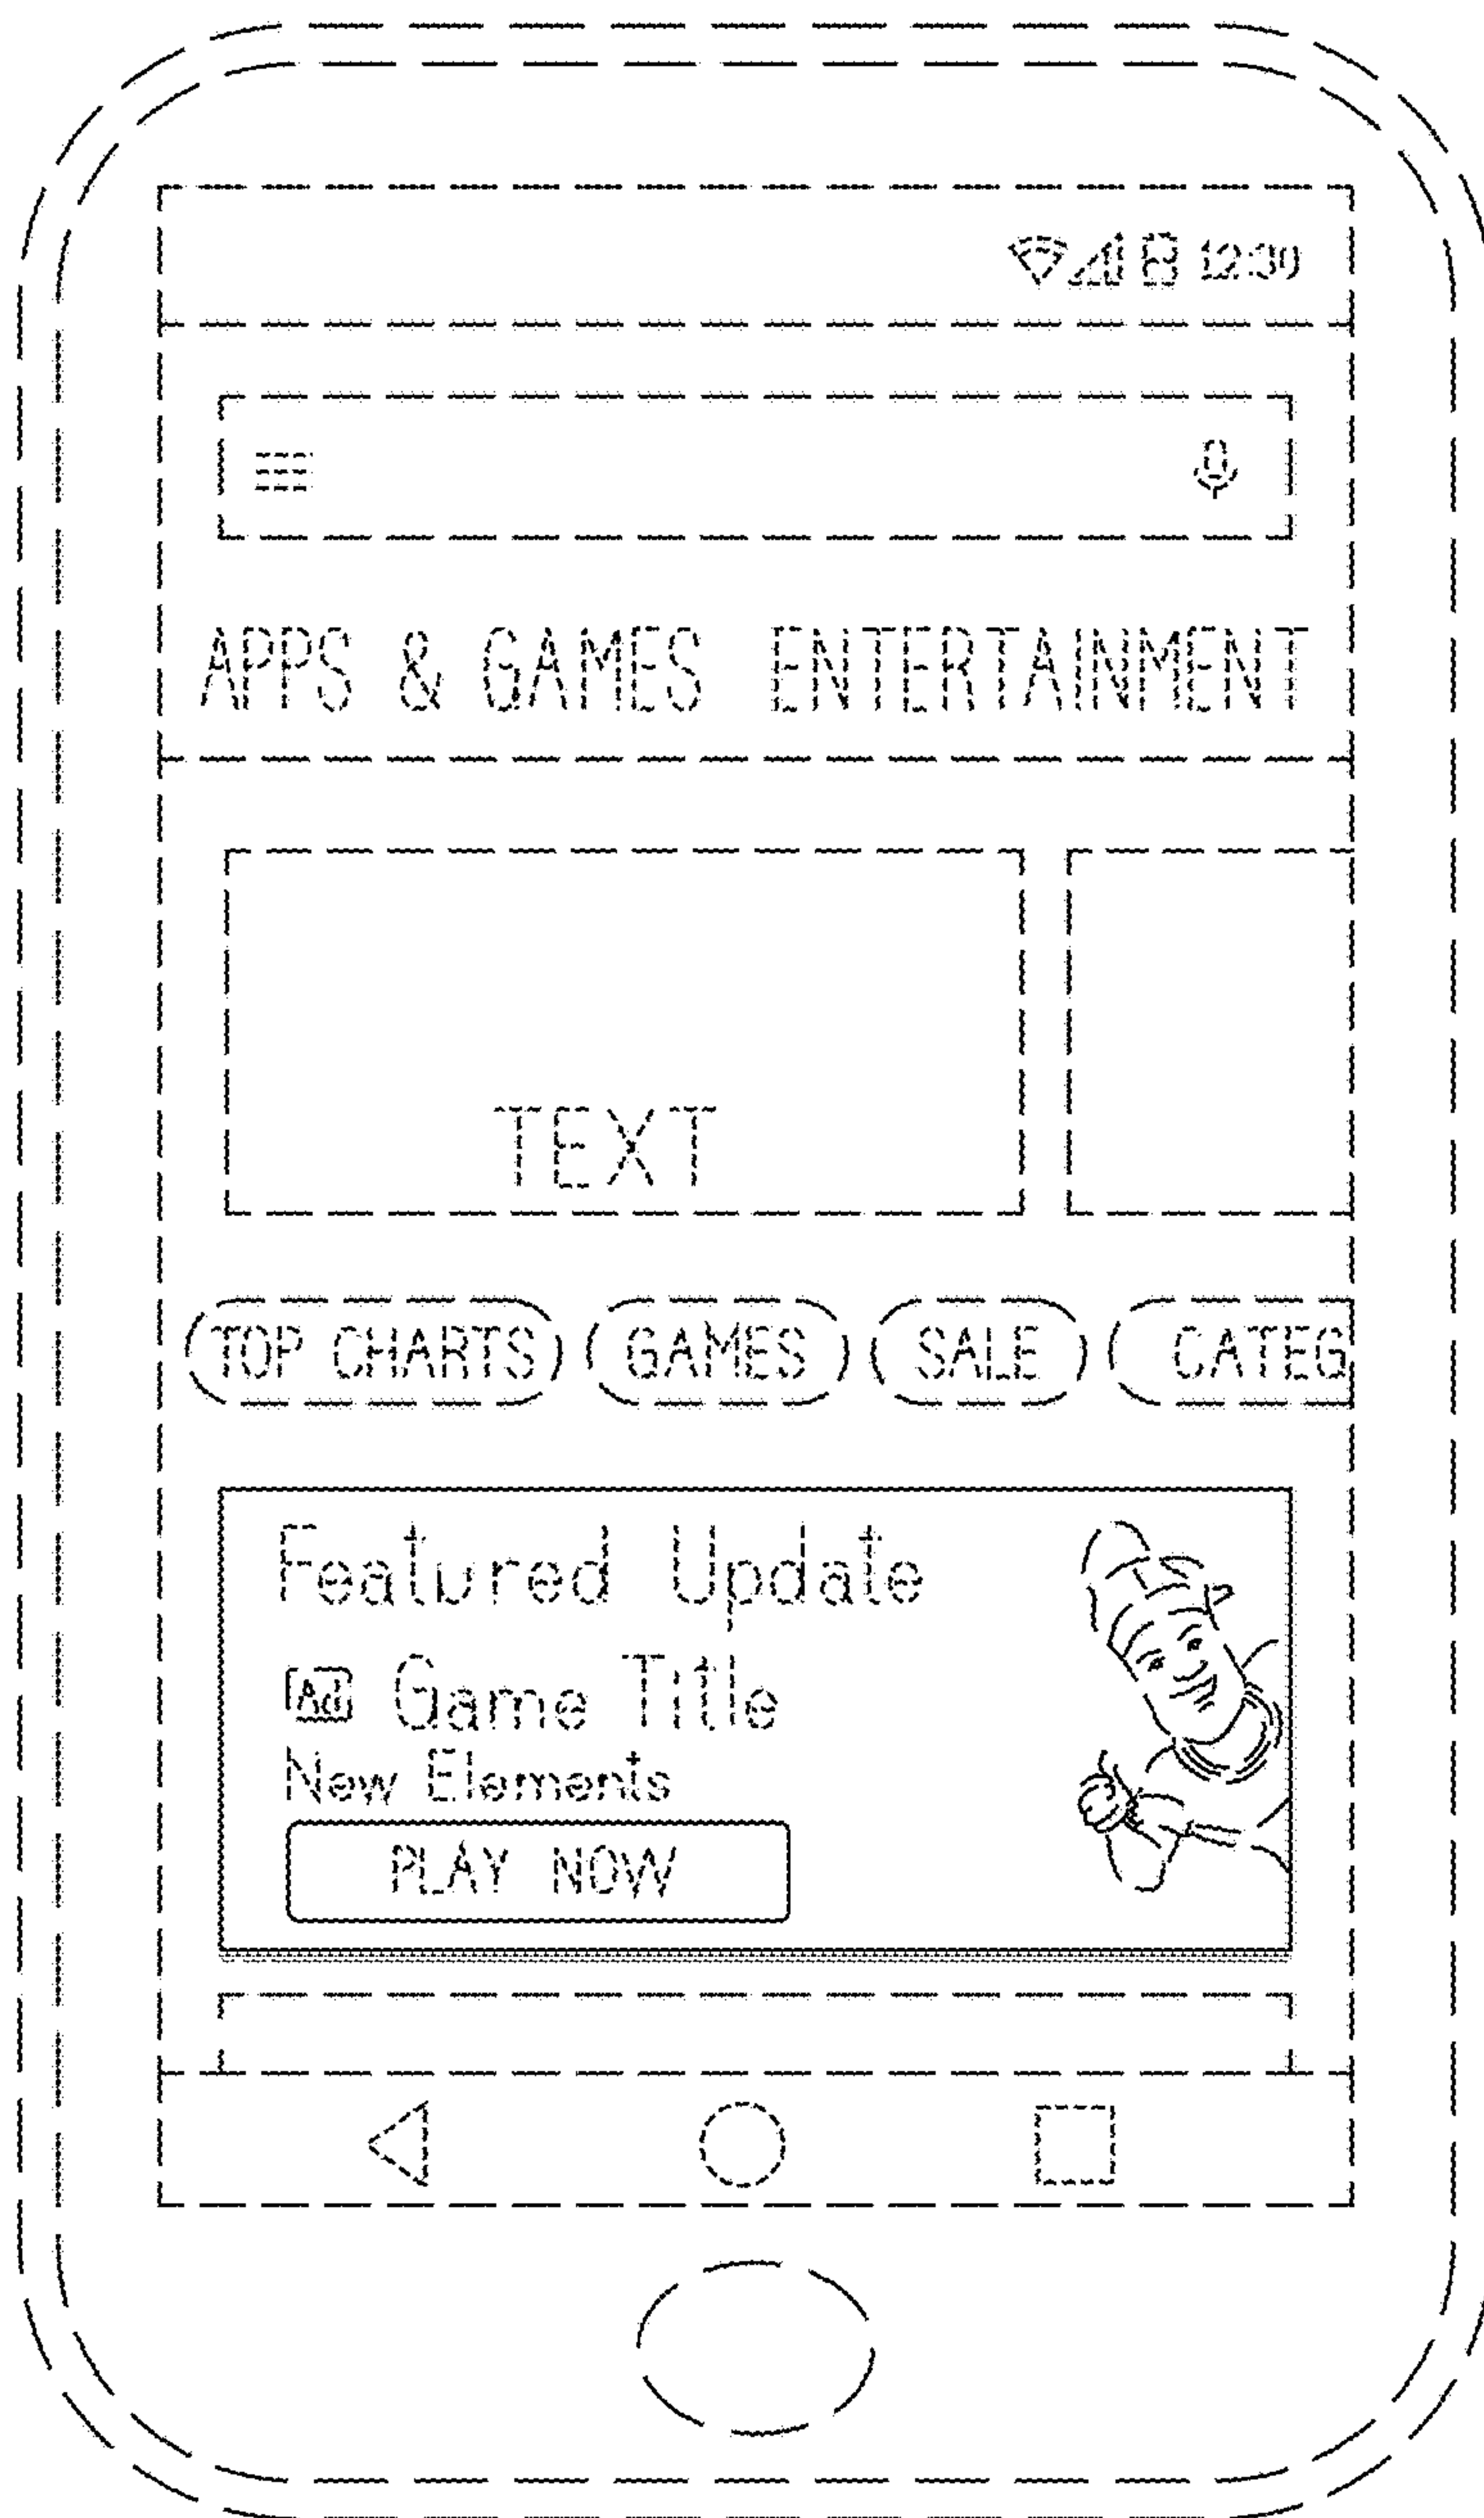 12:30
APPS & GAMES ENTERTAINMENT
TEXT
TOP CHARTS GAMES SALE CATEG
Featured Update
Ad Game Title
New Elements
PLAY NOW